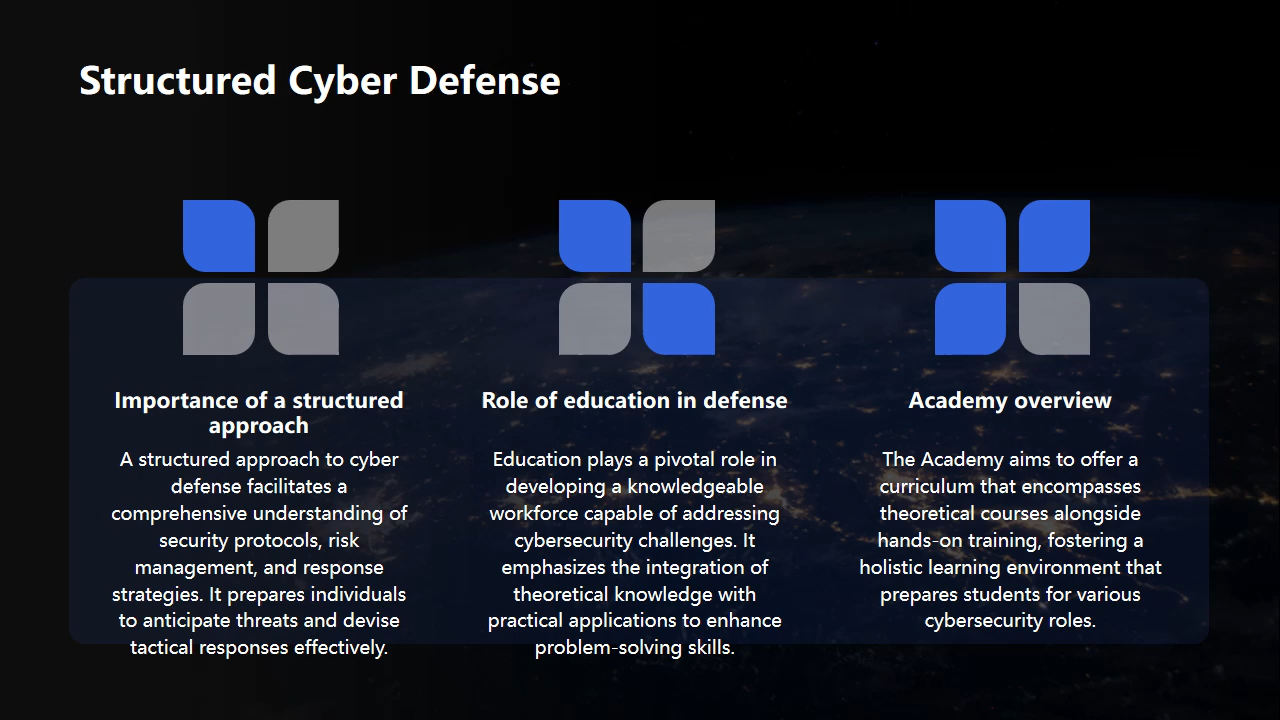 Structured Cyber Defense
Importance of a structured
approach
A structured approach to cyber
defense facilitates a
comprehensive understanding of
security protocols, risk
management, and response
strategies. It prepares individuals
to anticipate threats and devise
tactical responses effectively.
Role of education in defense
Education plays a pivotal role in
developing a knowledgeable
workforce capable of addressing
cybersecurity challenges. It
emphasizes the integration of
theoretical knowledge with
practical applications to enhance
problem-solving skills.
Academy overview
The Academy aims to offer a
curriculum that encompasses
theoretical courses alongside
hands-on training, fostering a
holistic learning environment that
prepares students for various
cybersecurity roles.